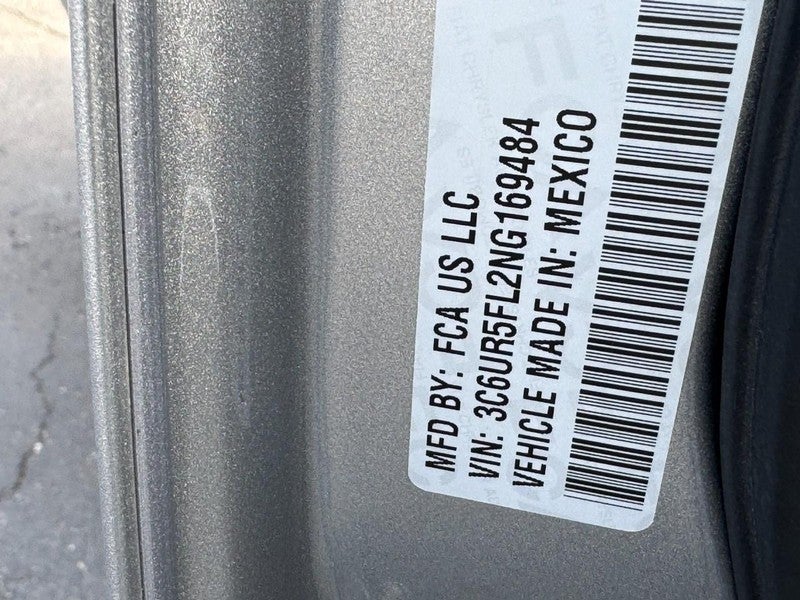 MFD BY: FCA US LLC
VIN: 3C6UR5FL2NG169484
VEHICLE MADE IN: MEXICO